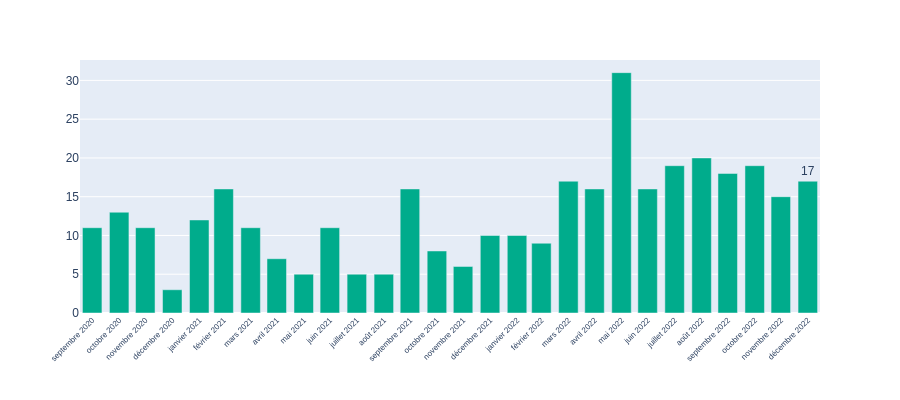 30
25
20
15
10
5
0
17
septembre 2020
octobre 2020
novembre 2020
décembre 2020
janvier 2021
février 2021
mars 2021
avril 2021
mai 2021
juin 2021
juillet 2021
août 2021
septembre 2021
octobre 2021
novembre 2021
décembre 2021
janvier 2022
février 2022
mars 2022
avril 2022
mai 2022
juin 2022
juillet 2022
août 2022
septembre 2022
octobre 2022
novembre 2022
décembre 2022